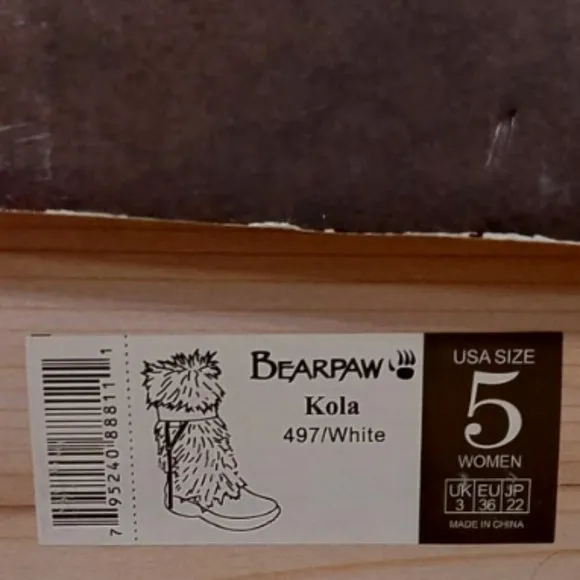 7 95240 88811 1
BEARPAW
Kola
497/White
USA SIZE
5
WOMEN
UK EU JP
3 36 22
MADE IN CHINA